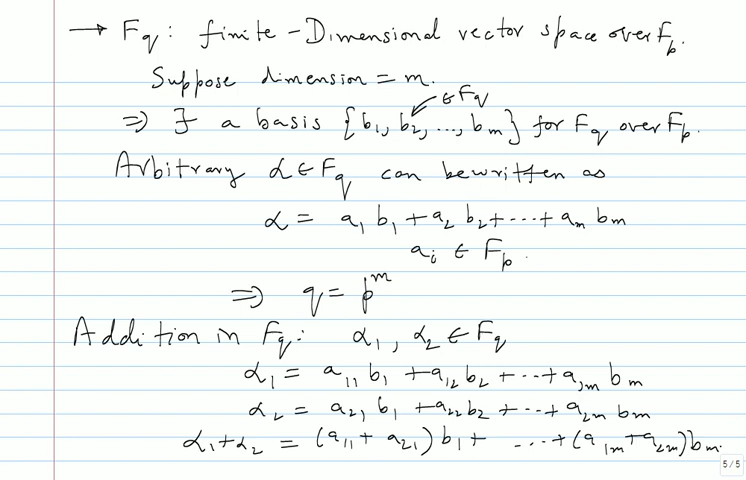 → F_q : finite-Dimensional vector space over F_p.
Suppose dimension = m.
∈ F_q
⇒ ∃ a basis {b_1, b_2, ..., b_m} for F_q over F_p.
Arbitrary α ∈ F_q can be written as
α = a_1 b_1 + a_2 b_2 + ... + a_m b_m
a_i ∈ F_p.
⇒ q = p^m
Addition in F_q : α_1, α_2 ∈ F_q
α_1 = a_11 b_1 + a_12 b_2 + ... + a_1m b_m
α_2 = a_21 b_1 + a_22 b_2 + ... + a_2m b_m
α_1 + α_2 = (a_11 + a_21) b_1 + ... + (a_1m + a_2m) b_m.
5/5